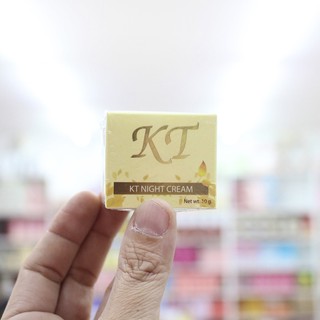 KT
KT NIGHT CREAM
Net wt. 10 g